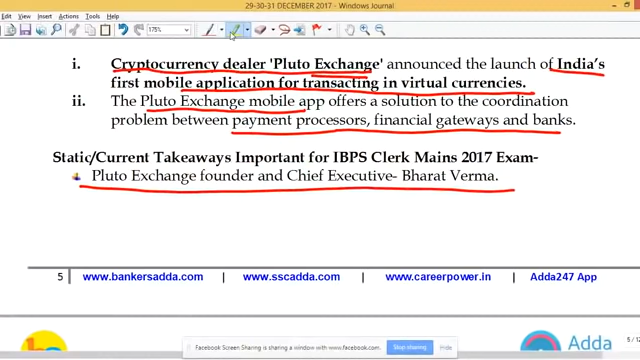 29-30-31 DECEMBER 2017 - Windows Journal
File Edit View Insert Actions Tools Help
175%
i. Cryptocurrency dealer 'Pluto Exchange' announced the launch of India's
first mobile application for transacting in virtual currencies.
ii. The Pluto Exchange mobile app offers a solution to the coordination
problem between payment processors, financial gateways and banks.
Static/Current Takeaways Important for IBPS Clerk Mains 2017 Exam-
Pluto Exchange founder and Chief Executive- Bharat Verma.
5 | www.bankersadda.com | www.sscadda.com | www.careerpower.in | Adda247 App
Adda
Facebook Screen Sharing is sharing a window with www.facebook.com. Stop sharing Hide